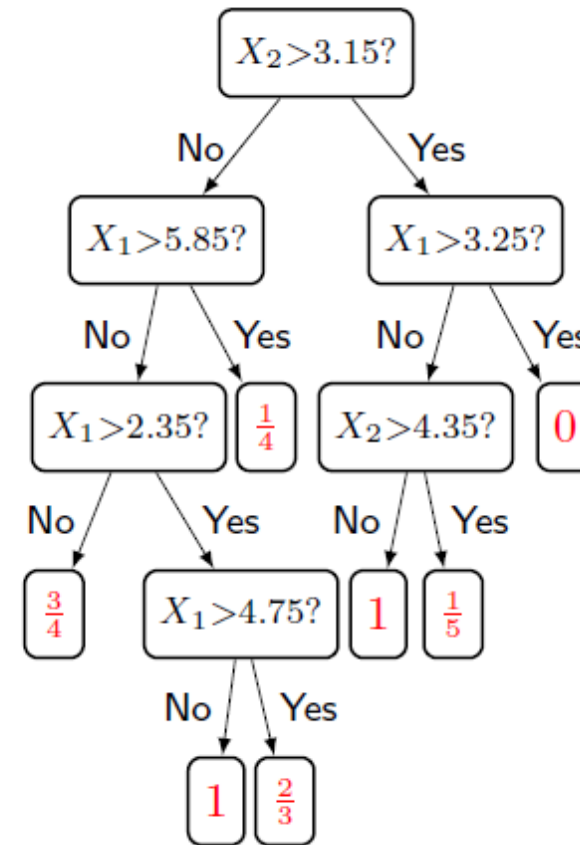 X₂>3.15?
No Yes
X₁>5.85? X₁>3.25?
No Yes No Yes
X₁>2.35? 1/4 X₂>4.35? 0
No Yes No Yes
3/4 X₁>4.75? 1 1/5
No Yes
1 2/3